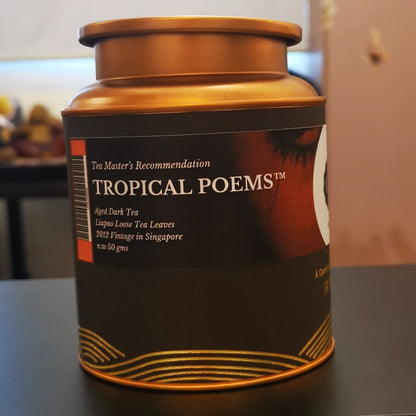 Tea Master's Recommendation
TROPICAL POEMS™
Aged Dark Tea
Liupao Loose Tea Leaves
2012 Vintage in Singapore
n.w 50 gms